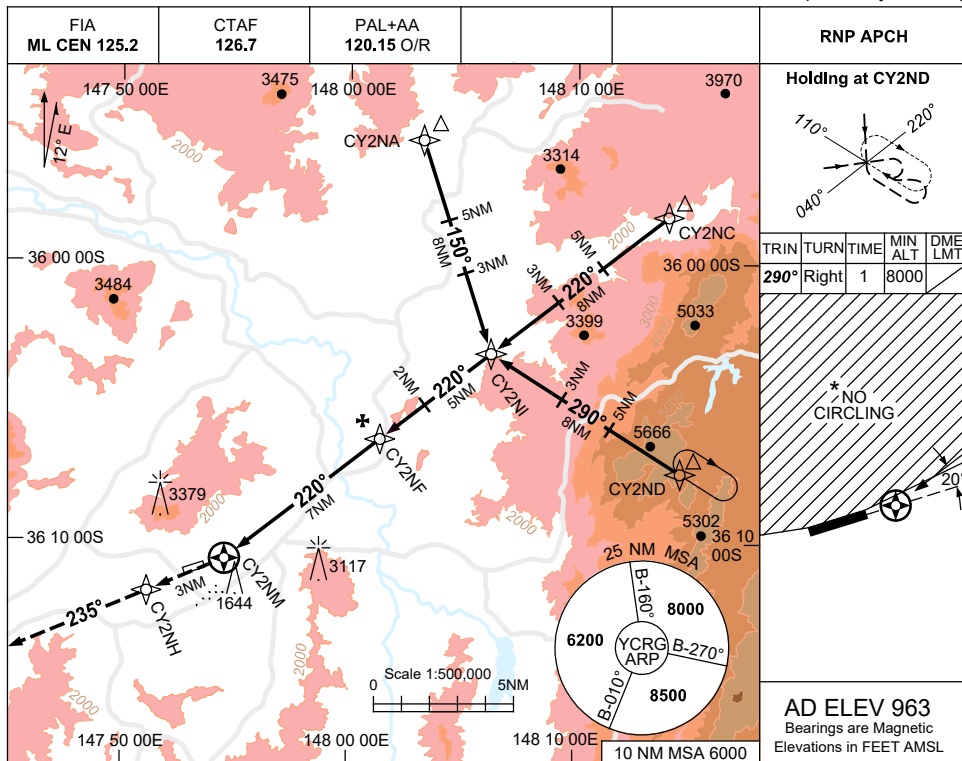 FIA
ML CEN 125.2
CTAF
126.7
PAL+AA
120.15 O/R
RNP APCH
147 50 00E
3475
148 00 00E
148 10 00E
3970
12° E
2000
CY2NA
3314
2000
CY2NC
5NM
150°
8NM
3NM
5NM
220°
3NM
8NM
36 00 00S
36 00 00S
3484
3399
3000
5033
CY2NI
2NM
220°
5NM
3NM
290°
8NM
5NM
5666
CY2ND
CY2NF
220°
7NM
3379
2000
5302
36 10 00S
36 10
00S
3117
CY2NM
3NM
1644
CY2NH
235°
2000
2000
Scale 1:500,000
0
5NM
25 NM MSA
B-160°
8000
6200
YCRG
ARP
B-270°
B-010°
8500
147 50 00E
148 00 00E
148 10 00E
10 NM MSA 6000
Holding at CY2ND
110°
220°
040°
TRIN TURN TIME MIN ALT DME LMT
290° Right 1 8000
*NO
CIRCLING
20°
AD ELEV 963
Bearings are Magnetic
Elevations in FEET AMSL